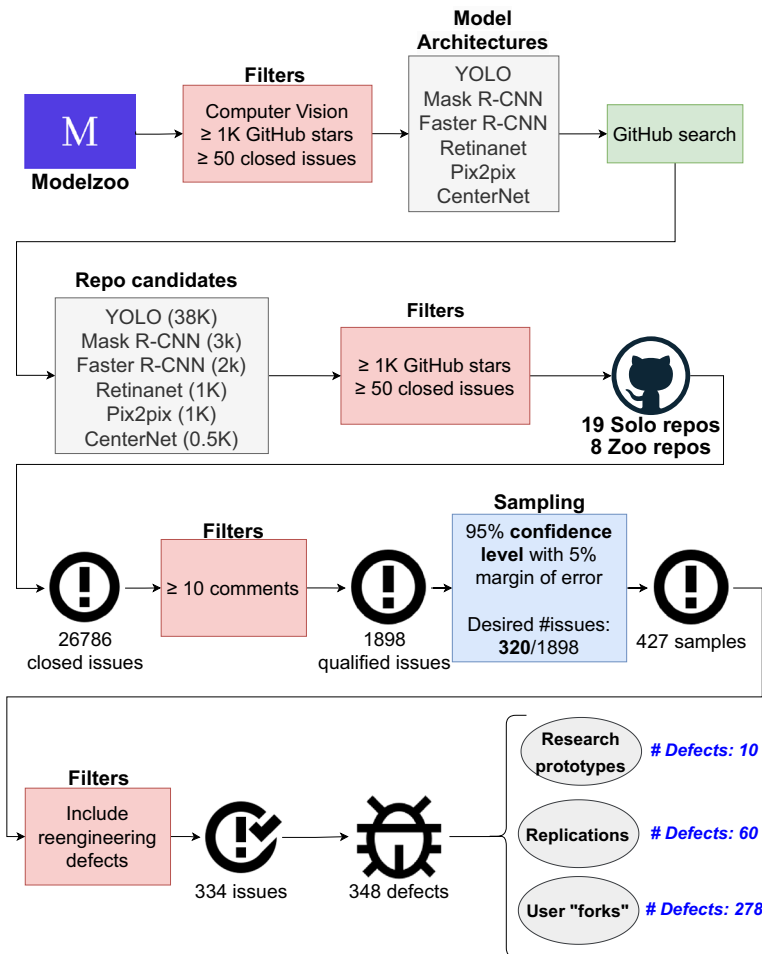 Model
Architectures
Filters
M
Modelzoo
Computer Vision
≥ 1K GitHub stars
≥ 50 closed issues
YOLO
Mask R-CNN
Faster R-CNN
Retinanet
Pix2pix
CenterNet
GitHub search
Repo candidates
YOLO (38K)
Mask R-CNN (3k)
Faster R-CNN (2k)
Retinanet (1K)
Pix2pix (1K)
CenterNet (0.5K)
Filters
≥ 1K GitHub stars
≥ 50 closed issues
19 Solo repos
8 Zoo repos
26786
closed issues
Filters
≥ 10 comments
1898
qualified issues
Sampling
95% confidence
level with 5%
margin of error
Desired #issues:
320/1898
427 samples
Filters
Include
reengineering
defects
334 issues
348 defects
Research
prototypes
# Defects: 10
Replications
# Defects: 60
User "forks"
# Defects: 278